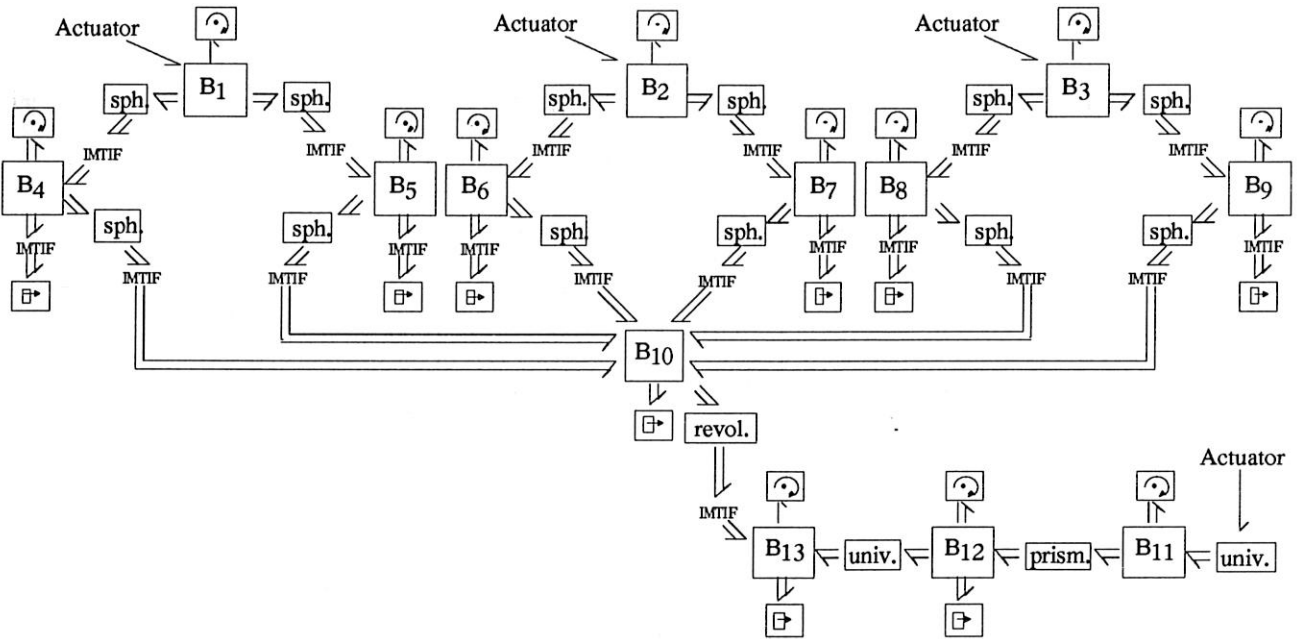 Actuator
Actuator
Actuator
B1
B2
B3
sph.
sph.
sph.
sph.
sph.
sph.
IMTIF
IMTIF
IMTIF
IMTIF
IMTIF
IMTIF
B4
B5
B6
B7
B8
B9
sph.
sph.
sph.
sph.
sph.
sph.
IMTIF
IMTIF
IMTIF
IMTIF
IMTIF
IMTIF
IMTIF
IMTIF
IMTIF
IMTIF
IMTIF
IMTIF
B10
revol.
Actuator
IMTIF
B13
univ.
B12
prism.
B11
univ.